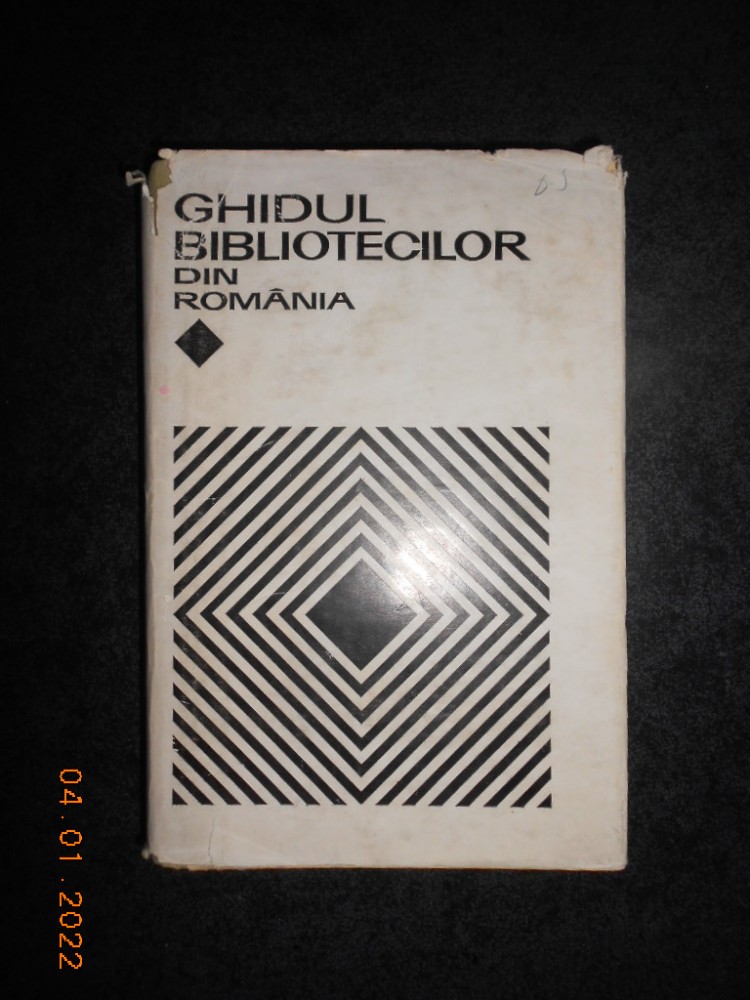 GHIDUL
BIBLIOTECILOR
DIN
ROMÂNIA
04.01.2022